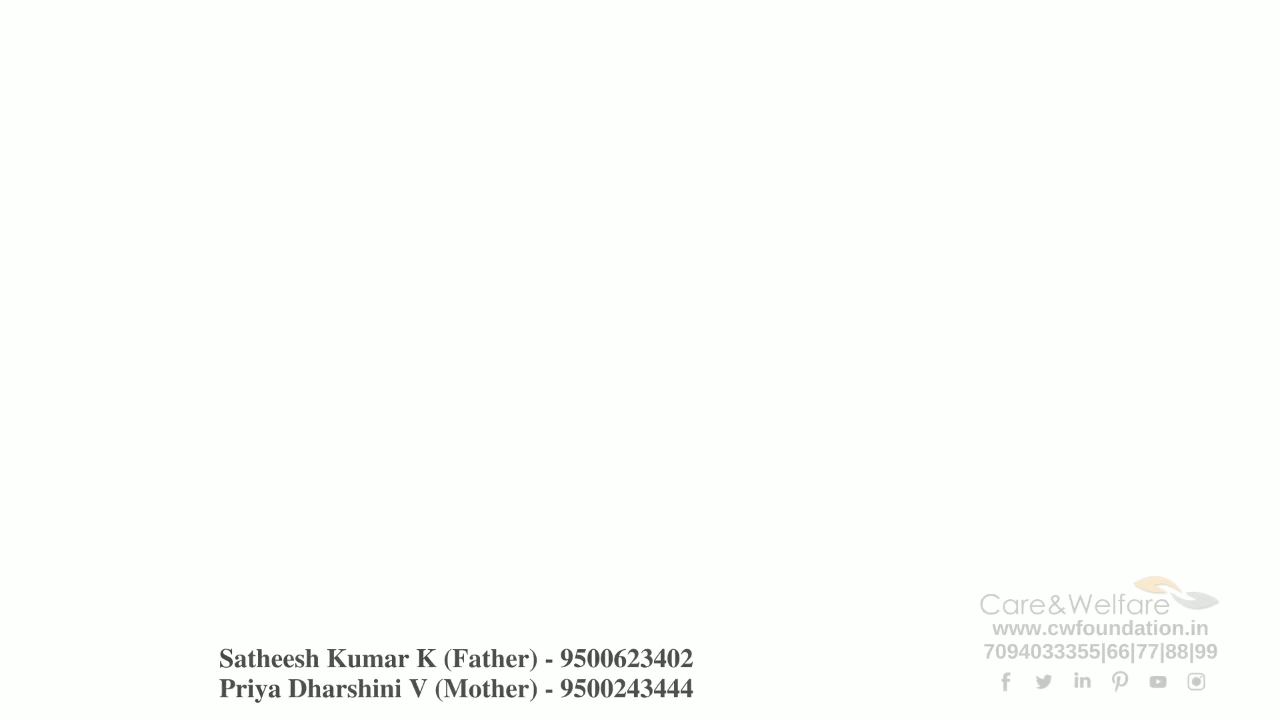 Care&Welfare
www.cwfoundation.in
7094033355|66|77|88|99
Satheesh Kumar K (Father) - 9500623402
Priya Dharshini V (Mother) - 9500243444